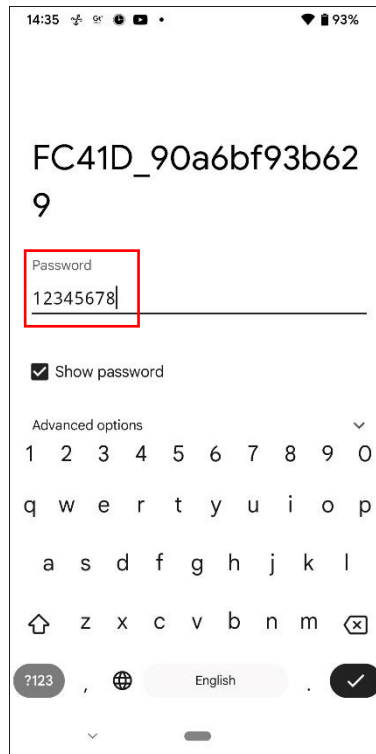 14:35 93%
FC41D_90a6bf93b62
9
Password
12345678
Show password
Advanced options
1 2 3 4 5 6 7 8 9 0
q w e r t y u i o p
a s d f g h j k l
z x c v b n m
?123 , English .